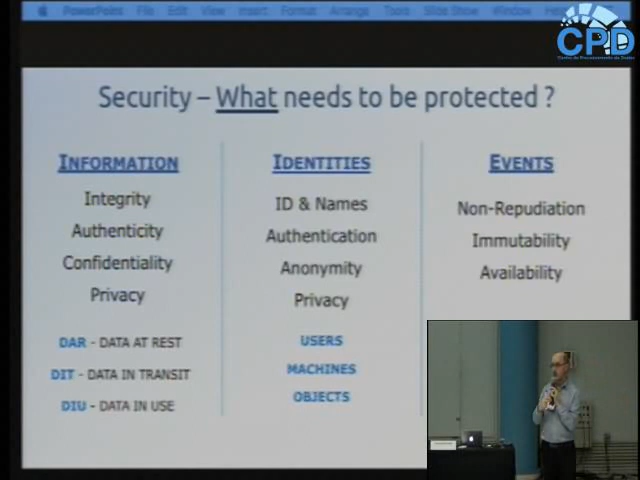 PowerPoint File Edit View Insert Format Arrange Tools Slide Show Window
CPD
Security – What needs to be protected ?
INFORMATION
Integrity
Authenticity
Confidentiality
Privacy
DAR - DATA AT REST
DIT - DATA IN TRANSIT
DIU - DATA IN USE
IDENTITIES
ID & Names
Authentication
Anonymity
Privacy
USERS
MACHINES
OBJECTS
EVENTS
Non-Repudiation
Immutability
Availability